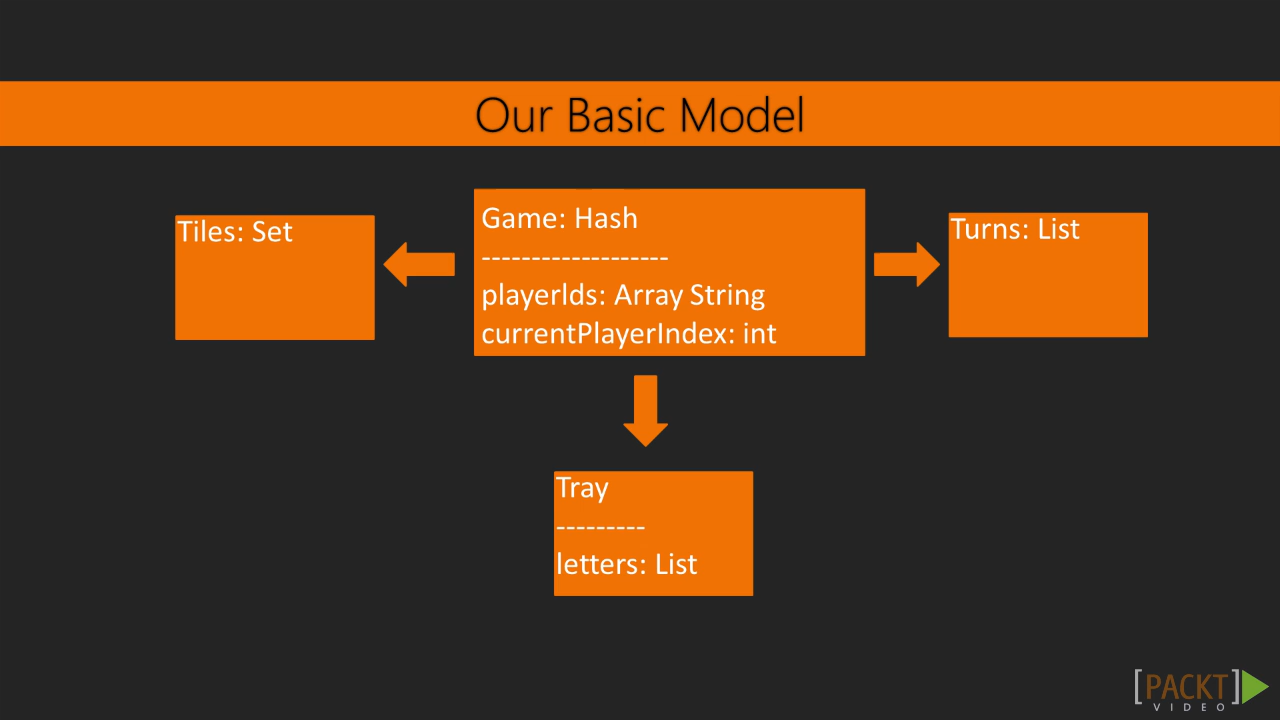 Our Basic Model
Tiles: Set
Game: Hash
-------------------
playerIds: Array String
currentPlayerIndex: int
Turns: List
Tray
---------
letters: List
[PACKT]
VIDEO